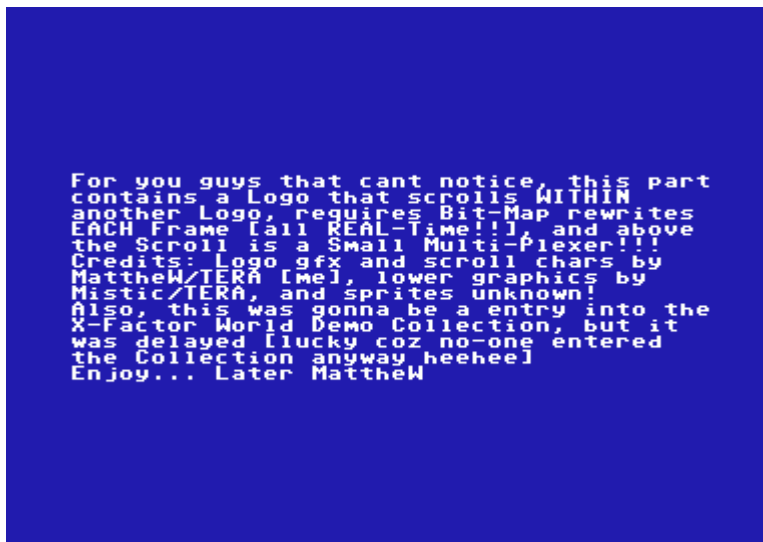 For you guys that cant notice, this part
contains a Logo that scrolls WITHIN
another Logo, requires Bit-Map rewrites
EACH Frame [all REAL-Time!!], and above
the Scroll is a Small Multi-Plexer!!!
Credits: Logo gfx and scroll chars by
MattheW/TERA [me], lower graphics by
Mistic/TERA, and sprites unknown!
Also, this was gonna be a entry into the
X-Factor World Demo Collection, but it
was delayed [lucky coz no-one entered
the Collection anyway heehee]
Enjoy... Later MattheW